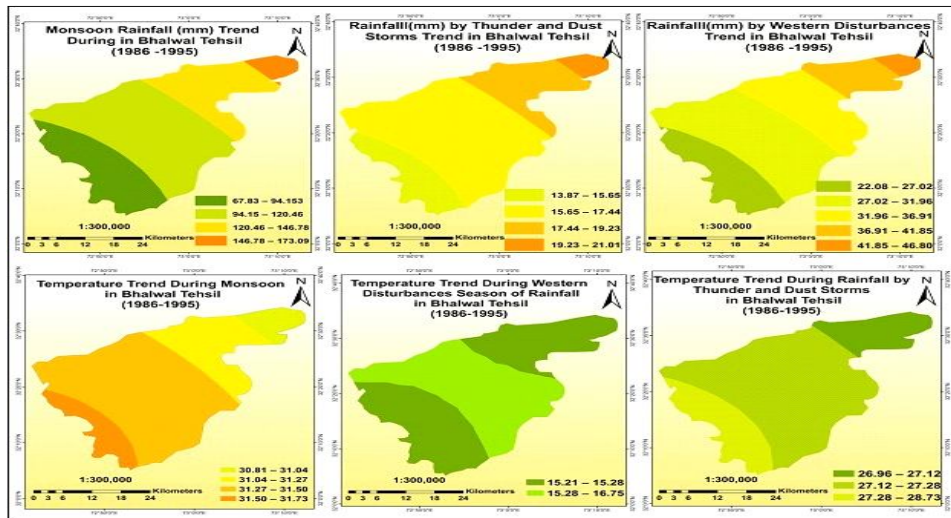 Monsoon Rainfall (mm) Trend
During in Bhalwal Tehsil
(1986 -1995)
N
67.83 – 94.153
94.15 – 120.46
120.46 – 146.78
146.78 – 173.09
1:300,000
Kilometers
0 3 6 12 18 24
Rainfalll(mm) by Thunder and Dust
Storms Trend in Bhalwal Tehsil
(1986 -1995)
N
13.87 – 15.65
15.65 – 17.44
17.44 – 19.23
19.23 – 21.01
1:300,000
Kilometers
0 3 6 12 18 24
Rainfalll(mm) by Western Disturbances
Trend in Bhalwal Tehsil
(1986 -1995)
N
22.08 – 27.02
27.02 – 31.96
31.96 – 36.91
36.91 – 41.85
41.85 – 46.80
1:300,000
Kilometers
0 3 6 12 18 24
Temperature Trend During Monsoon
in Bhalwal Tehsil
(1986-1995)
N
30.81 – 31.04
31.04 – 31.27
31.27 – 31.50
31.50 – 31.73
1:300,000
Kilometers
0 3 6 12 18 24
Temperature Trend During Western
Disturbances Season of Rainfall
in Bhalwal Tehsil
(1986-1995)
N
15.21 – 15.28
15.28 – 16.75
1:300,000
Kilometers
0 3 6 12 18 24
Temperature Trend During Rainfall by
Thunder and Dust Storms
in Bhalwal Tehsil
(1986-1995)
N
26.96 – 27.12
27.12 – 27.28
27.28 – 28.73
1:300,000
Kilometers
0 3 6 12 18 24